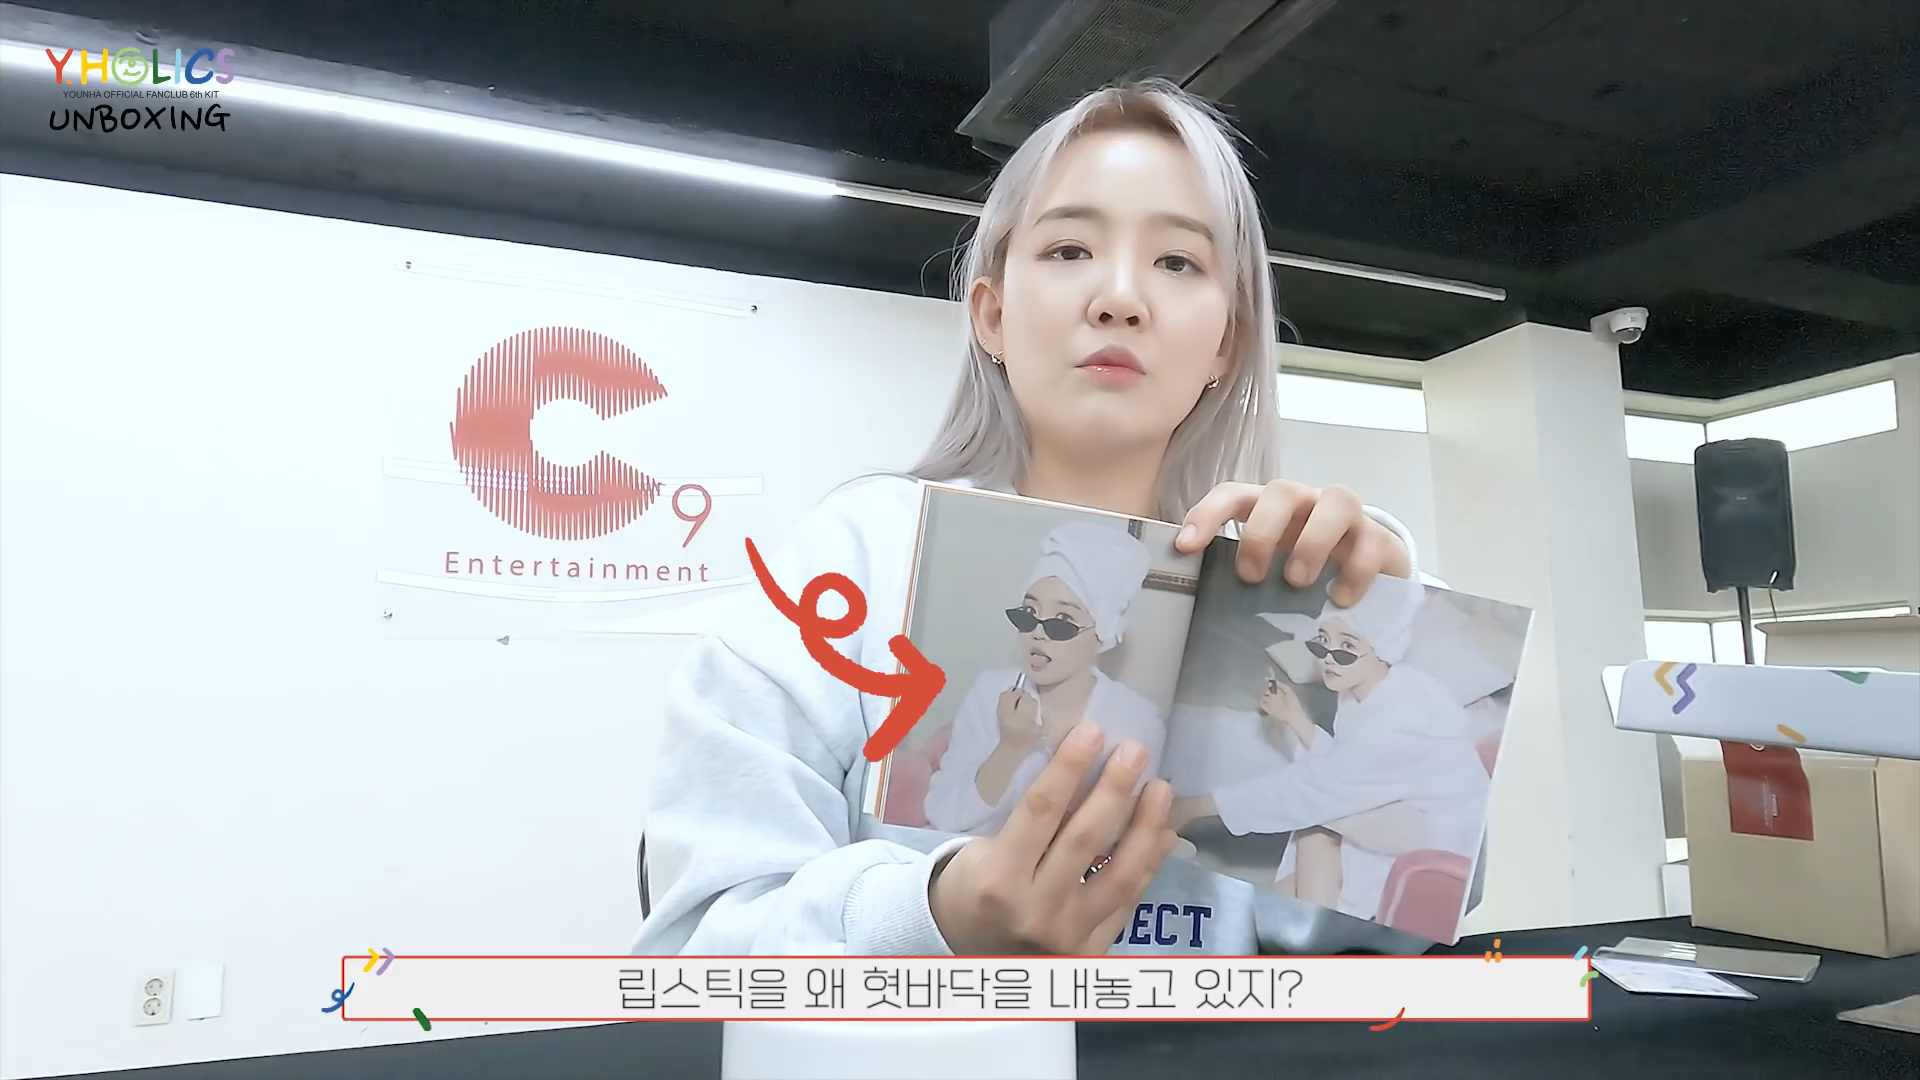 Y.HOLICS
YOUNHA OFFICIAL FANCLUB 6th KIT
UNBOXING
C9
Entertainment
ECT
립스틱을 왜 혓바닥을 내놓고 있지?